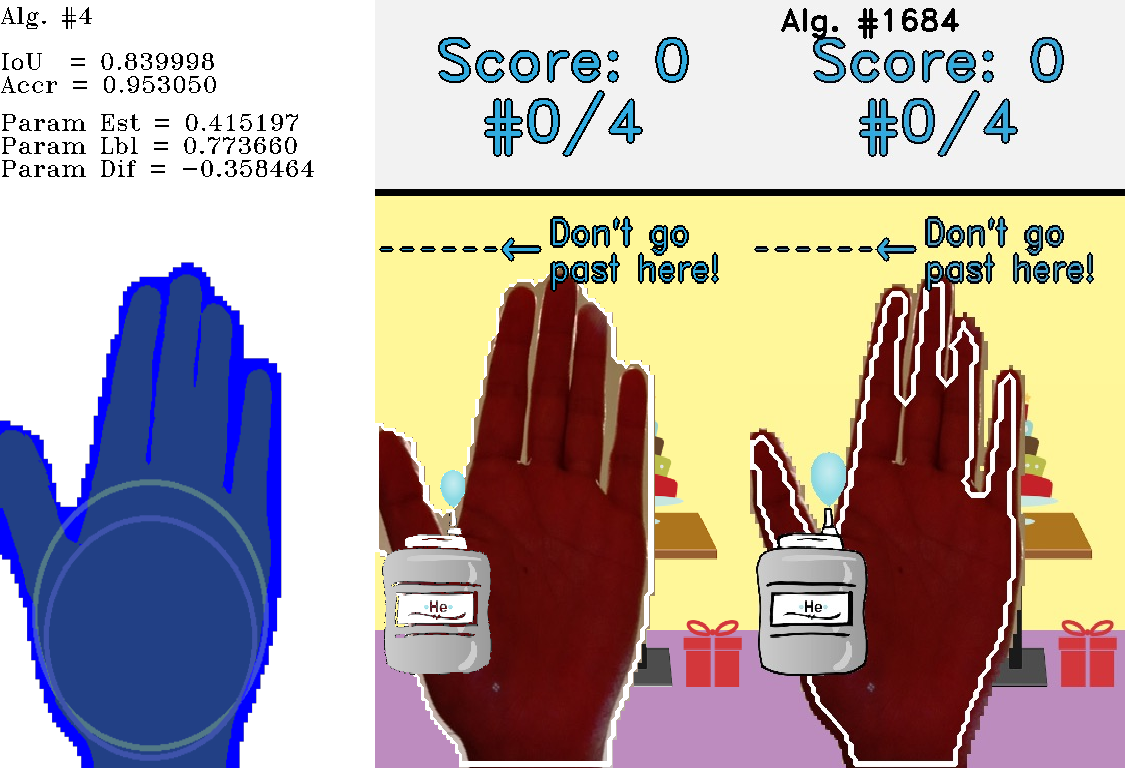 Alg. #4
IoU = 0.839998
Accr = 0.953050
Param Est = 0.415197
Param Lbl = 0.773660
Param Dif = −0.358464
Score: 0
#0/4
Don't go
past here!
He
Alg. #1684
Score: 0
#0/4
Don't go
past here!
He